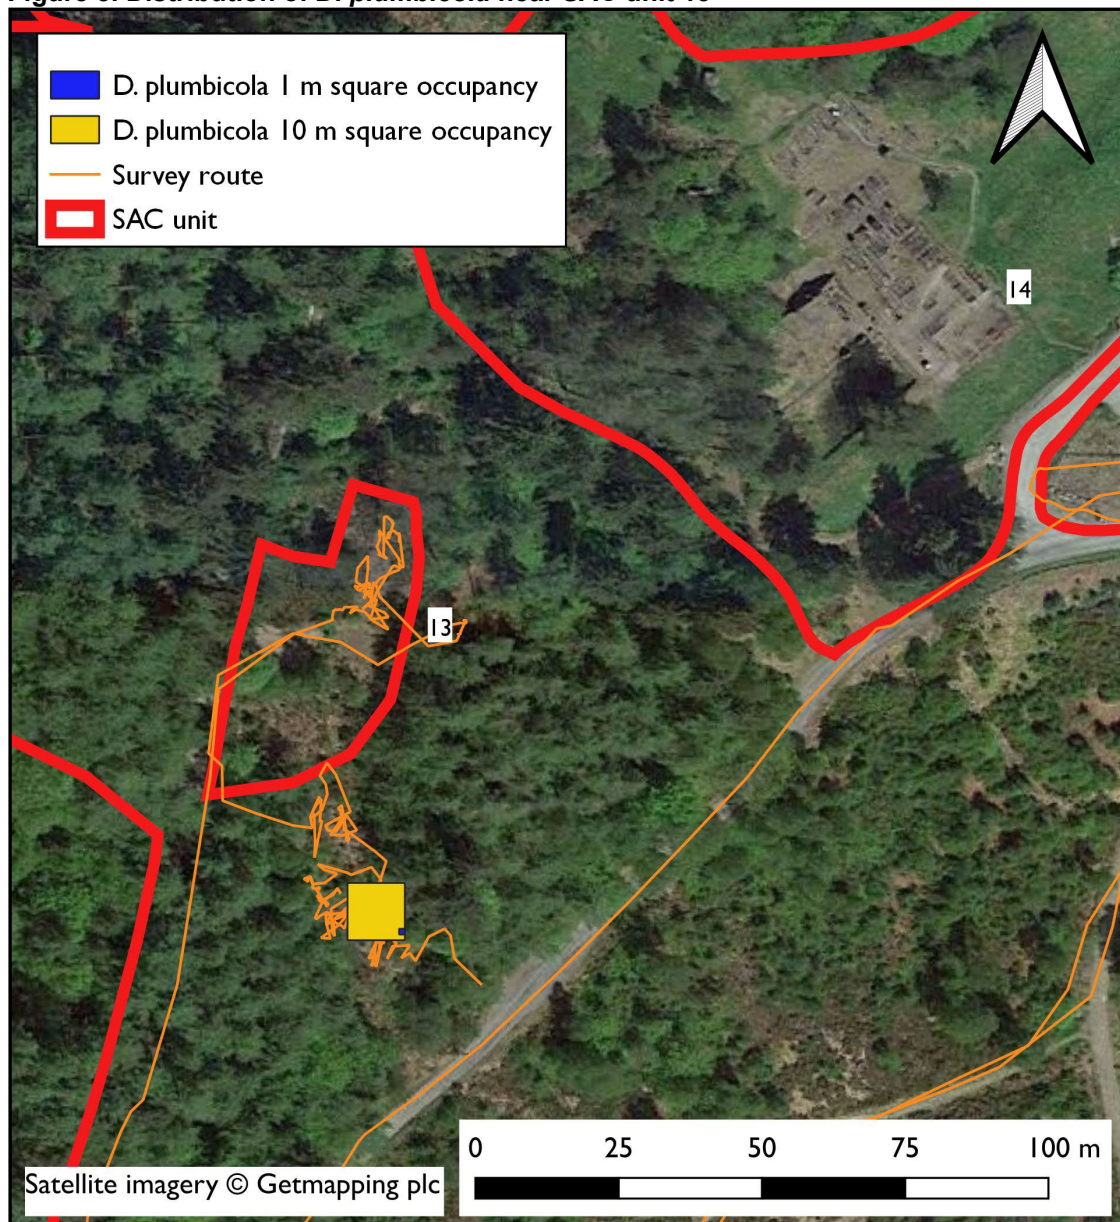 D. plumbicola 1 m square occupancy
D. plumbicola 10 m square occupancy
Survey route
SAC unit
14
13
0 25 50 75 100 m
Satellite imagery © Getmapping plc